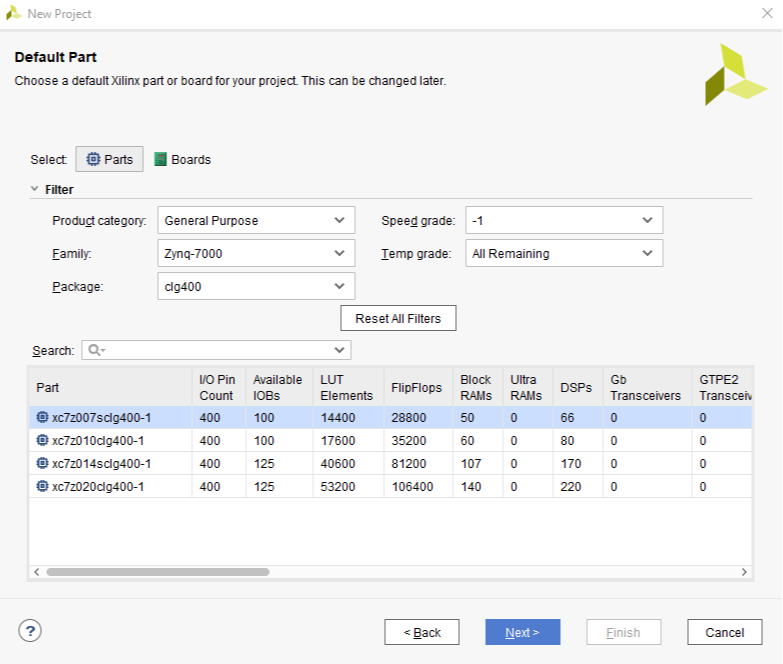 New Project
Default Part
Choose a default Xilinx part or board for your project. This can be changed later.
Select: Parts Boards
Filter
Product category: General Purpose Speed grade: -1
Family: Zynq-7000 Temp grade: All Remaining
Package: clg400
Reset All Filters
Search:
Part I/O Pin Count Available IOBs LUT Elements FlipFlops Block RAMs Ultra RAMs DSPs Gb Transceivers GTPE2 Transceiv
xc7z007sclg400-1 400 100 14400 28800 50 0 66 0 0
xc7z010clg400-1 400 100 17600 35200 60 0 80 0 0
xc7z014sclg400-1 400 125 40600 81200 107 0 170 0 0
xc7z020clg400-1 400 125 53200 106400 140 0 220 0 0
? < Back Next > Finish Cancel